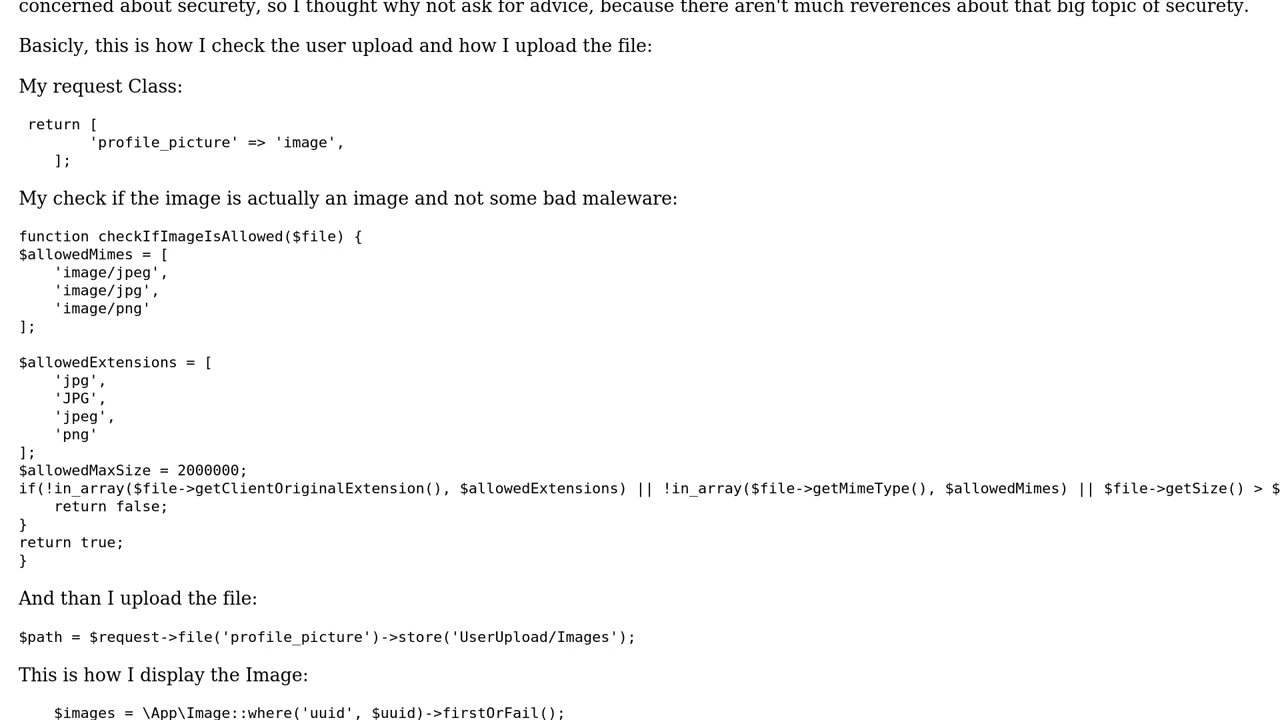 concerned about securety, so I thought why not ask for advice, because there aren't much reverences about that big topic of securety.
Basicly, this is how I check the user upload and how I upload the file:
My request Class:
return [
'profile_picture' => 'image',
];
My check if the image is actually an image and not some bad maleware:
function checkIfImageIsAllowed($file) {
$allowedMimes = [
'image/jpeg',
'image/jpg',
'image/png'
];
$allowedExtensions = [
'jpg',
'JPG',
'jpeg',
'png'
];
$allowedMaxSize = 2000000;
if(!in_array($file->getClientOriginalExtension(), $allowedExtensions) || !in_array($file->getMimeType(), $allowedMimes) || $file->getSize() > $
return false;
}
return true;
}
And than I upload the file:
$path = $request->file('profile_picture')->store('UserUpload/Images');
This is how I display the Image:
$images = \App\Image::where('uuid', $uuid)->firstOrFail();